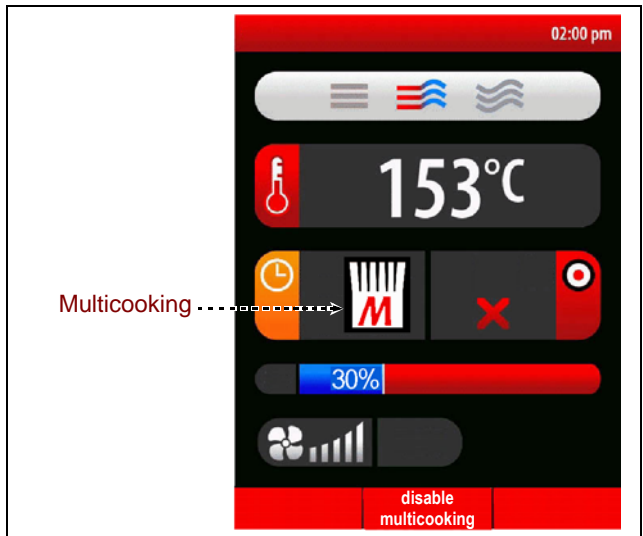 02:00 pm
153°C
Multicooking
M
30%
disable
multicooking